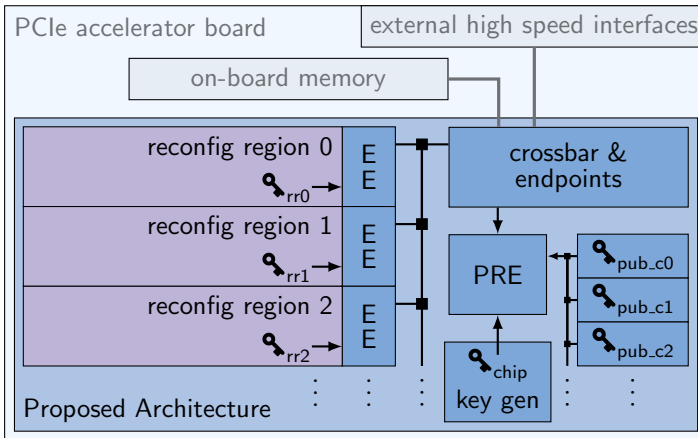 PCIe accelerator board
external high speed interfaces
on-board memory
reconfig region 0
rr0
E
E
crossbar &
endpoints
reconfig region 1
rr1
E
E
PRE
pub_c0
pub_c1
pub_c2
reconfig region 2
rr2
E
E
chip
key gen
Proposed Architecture